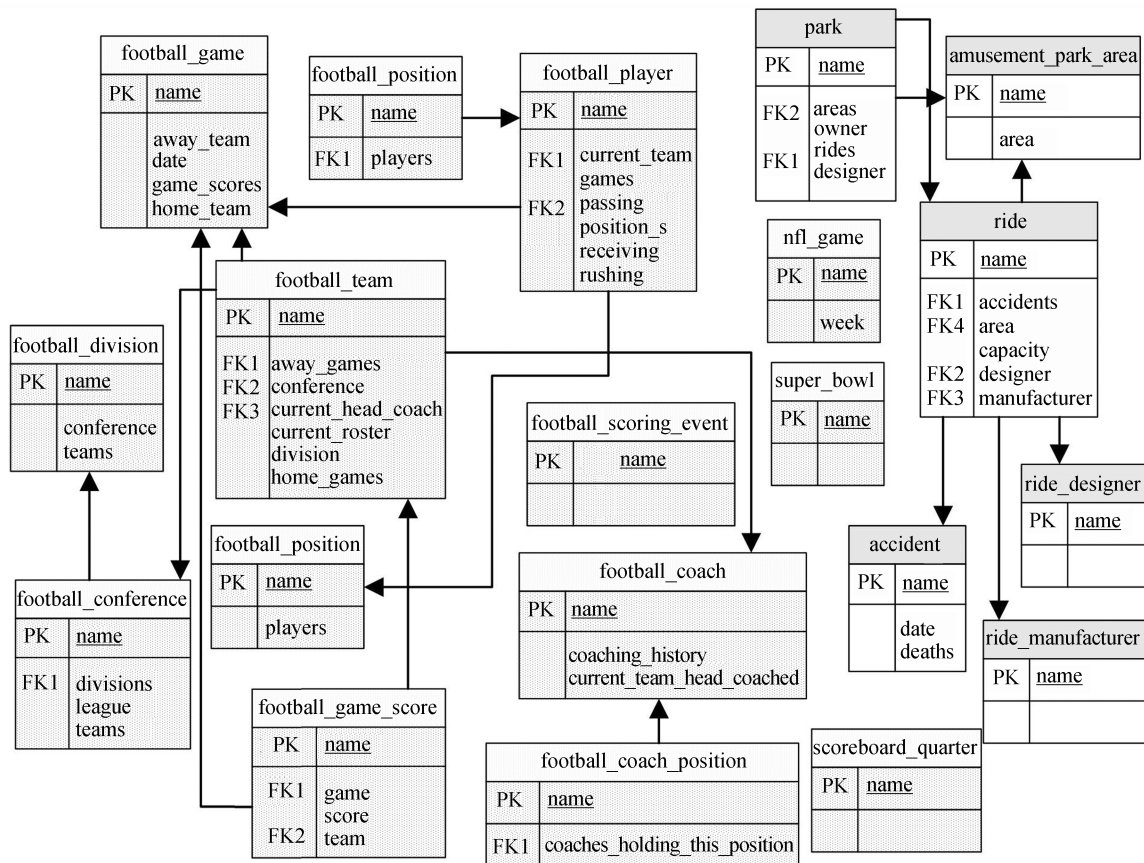 football_game
PK name
away_team
date
game_scores
home_team
football_position
PK name
FK1 players
football_player
PK name
FK1 current_team
games
FK2 passing
position_s
receiving
rushing
park
PK name
FK2 areas
owner
FK1 rides
designer
amusement_park_area
PK name
area
nfl_game
PK name
week
ride
PK name
FK1 accidents
FK4 area
capacity
FK2 designer
FK3 manufacturer
football_team
PK name
FK1 away_games
FK2 conference
FK3 current_head_coach
current_roster
division
home_games
football_division
PK name
conference
teams
super_bowl
PK name
football_scoring_event
PK name
ride_designer
PK name
football_position
PK name
players
accident
PK name
date
deaths
football_coach
PK name
coaching_history
current_team_head_coached
football_conference
PK name
FK1 divisions
league
teams
ride_manufacturer
PK name
football_game_score
PK name
FK1 game
score
FK2 team
football_coach_position
PK name
FK1 coaches_holding_this_position
scoreboard_quarter
PK name